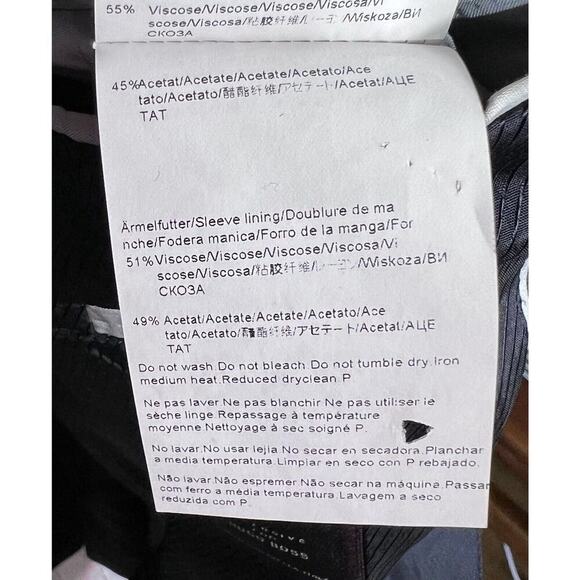 55% Viscose/Viscose/Viscose/Viscosa/Vi
scose/Viscosa/粘胶纤维/レーヨン/Wiskoza/ВИ
СКОЗА
45%Acetat/Acetate/Acetate/Acetato/Ace
tato/Acetato/醋酯纤维/アセテート/Acetat/АЦЕ
ТАТ
Ärmelfutter/Sleeve lining/Doublure de ma
nche/Fodera manica/Forro de la manga/For
51%Viscose/Viscose/Viscose/Viscosa/Vi
scose/Viscosa/粘胶纤维/レーヨン/Wiskoza/ВИ
СКОЗА
49% Acetat/Acetate/Acetate/Acetato/Ace
tato/Acetato/醋酯纤维/アセテート/Acetat/АЦЕ
ТАТ
Do not wash.Do not bleach.Do not tumble dry.Iron
medium heat.Reduced dryclean P.
Ne pas laver.Ne pas blanchir.Ne pas utiliser le
sèche linge.Repassage à température
moyenne.Nettoyage à sec soigné P.
No lavar.No usar lejia.No secar en secadora.Planchar
a media temperatura.Limpiar en seco con P rebajado.
Não lavar.Não espremer.Não secar na máquina.Passar
com ferro a média temperatura.Lavagem a seco
reduzida com P.
HUGO BOSS